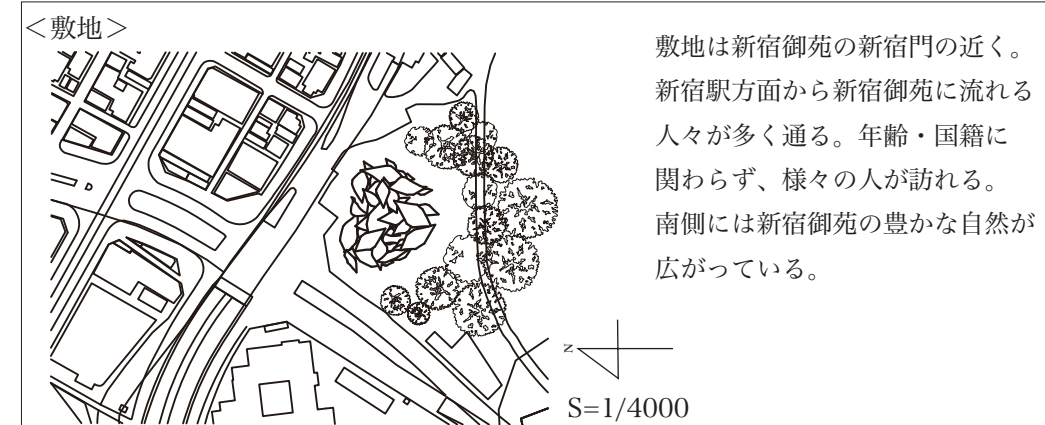 ＜敷地＞
敷地は新宿御苑の新宿門の近く。
新宿駅方面から新宿御苑に流れる
人々が多く通る。年齢・国籍に
関わらず、様々の人が訪れる。
南側には新宿御苑の豊かな自然が
広がっている。
N
S=1/4000